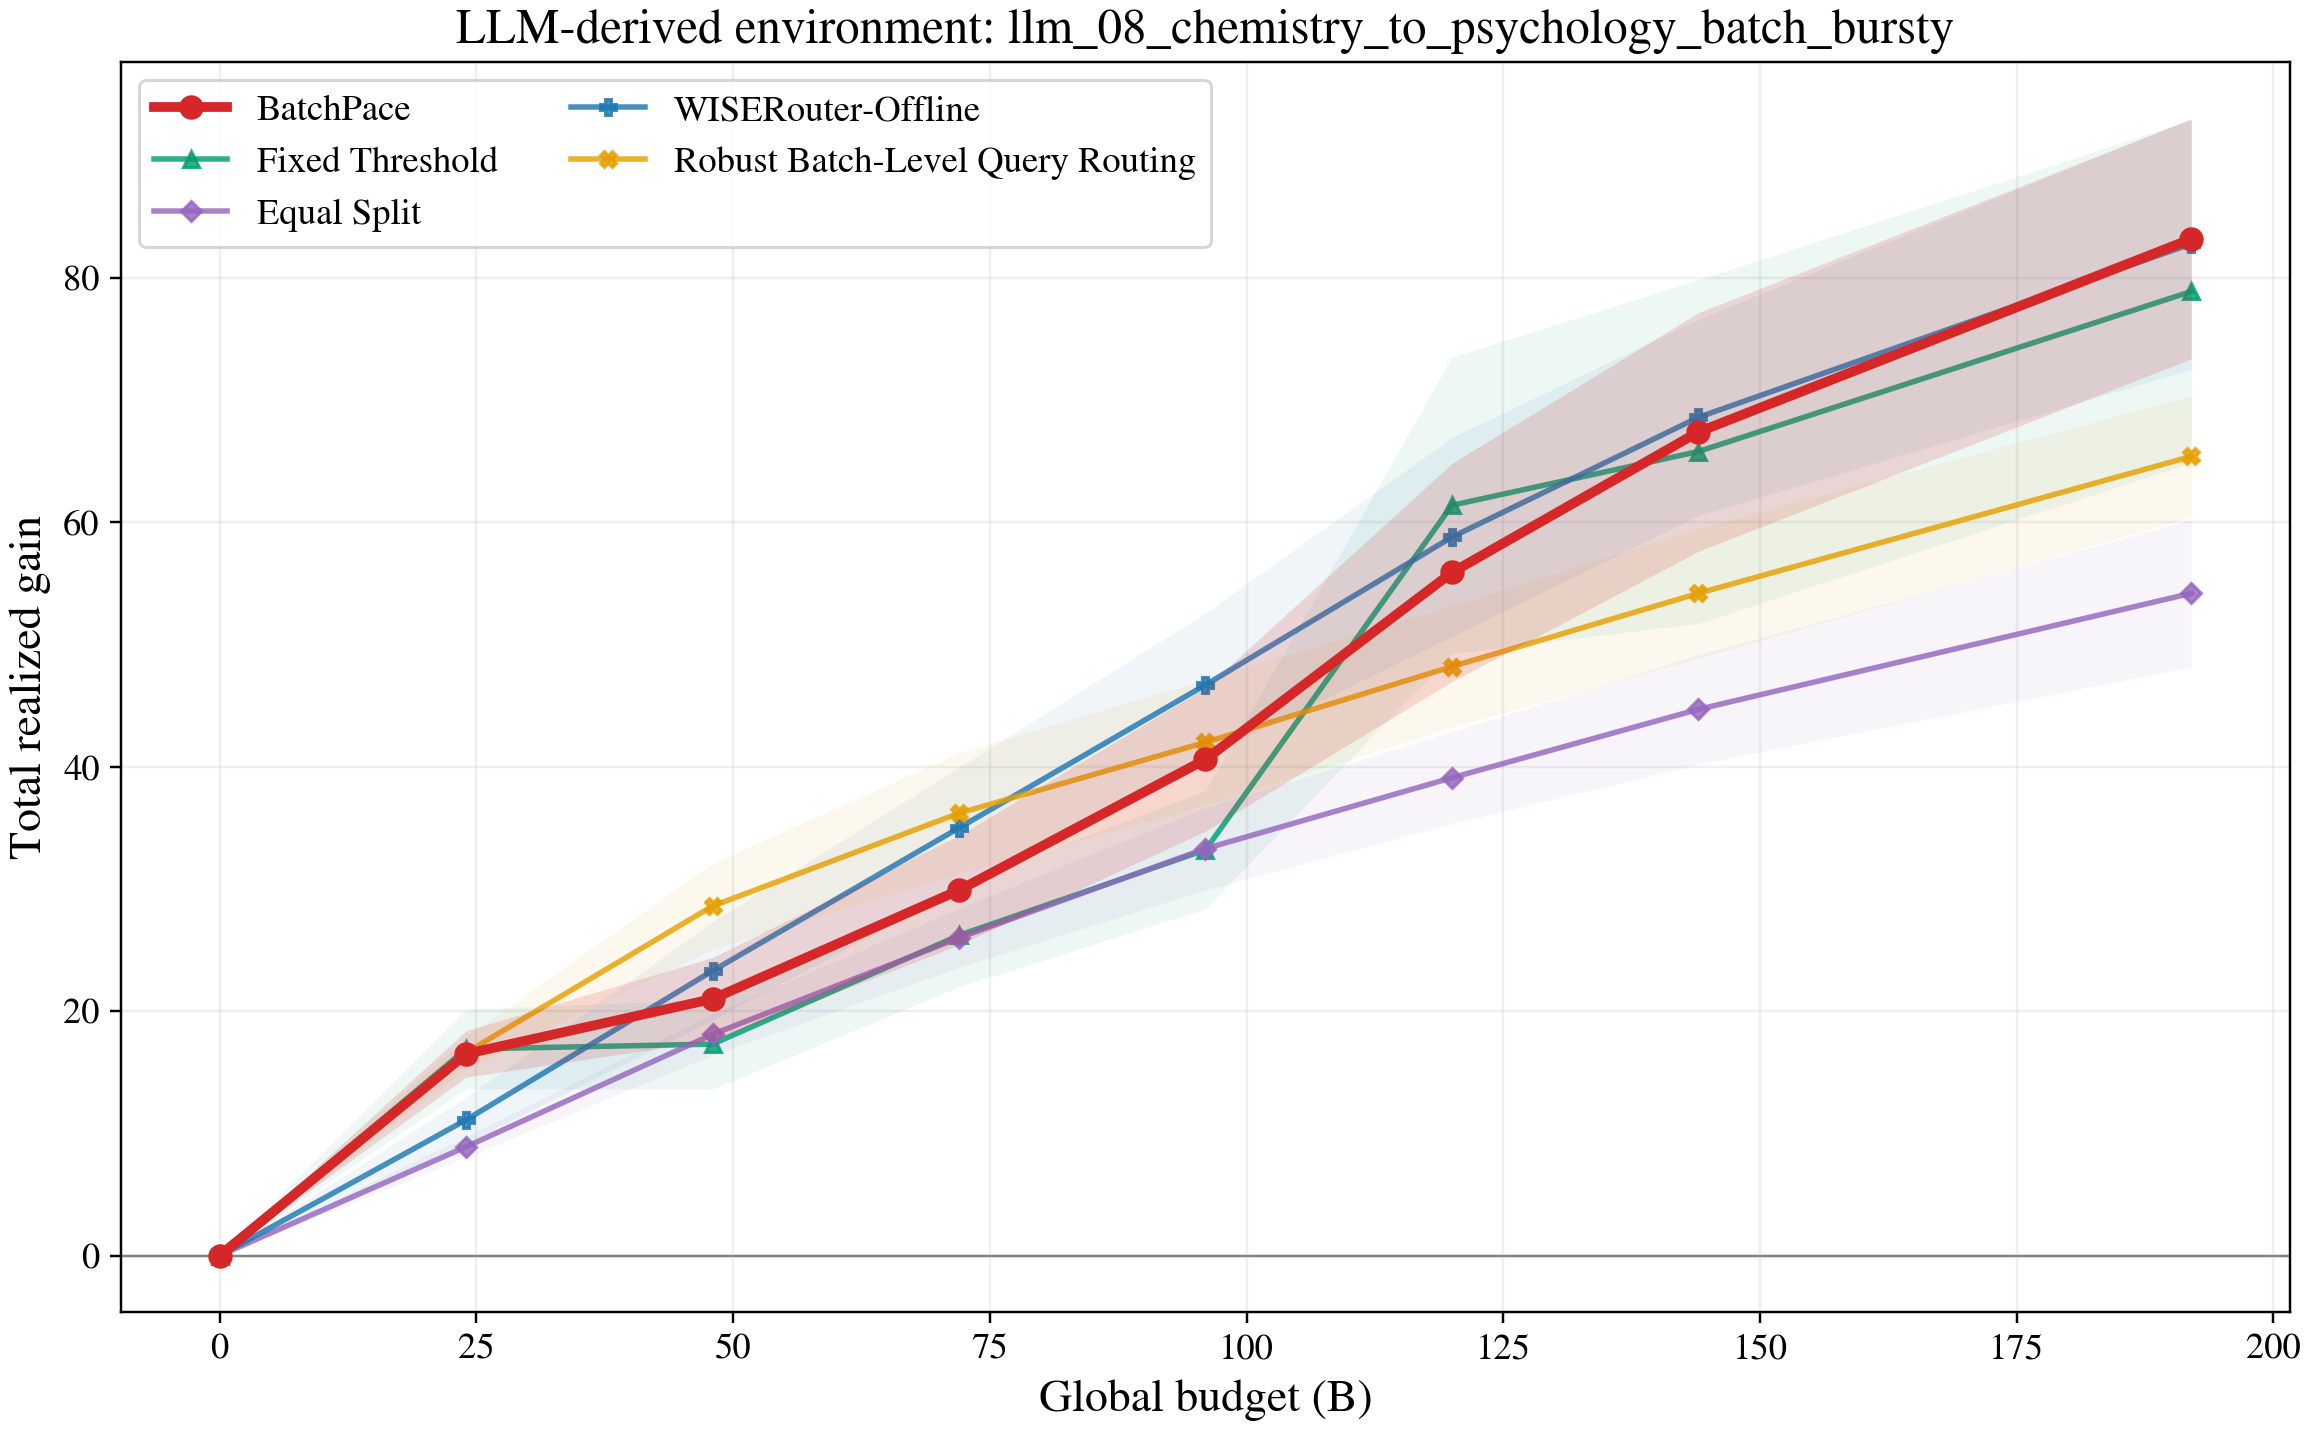 LLM-derived environment: llm_08_chemistry_to_psychology_batch_bursty
BatchPace
Fixed Threshold
Equal Split
WISERouter-Offline
Robust Batch-Level Query Routing
Total realized gain
80
60
40
20
0
0 25 50 75 100 125 150 175 200
Global budget (B)